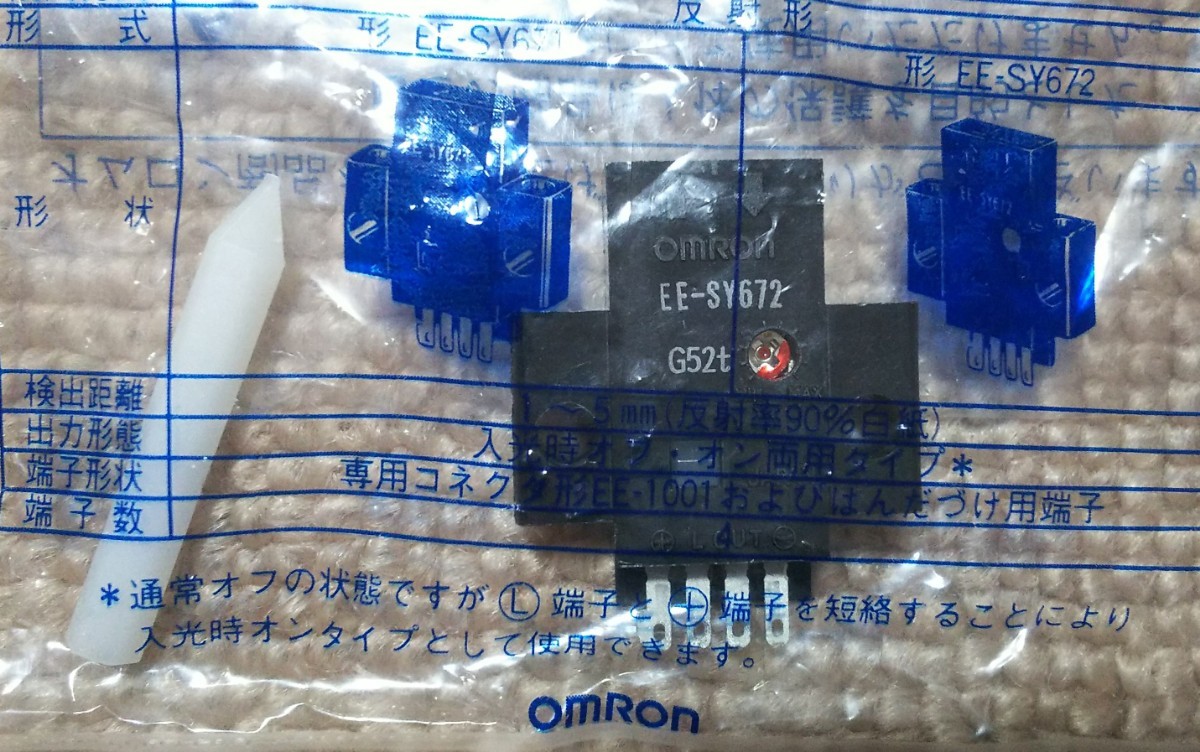 反射形
形 式
形 EE-SY671
形 EE-SY672
形 状
OMRON
EE-SY672
G52t
検出距離
1～5mm(反射率90%白紙)
出力形態
入光時オフ・オン両用タイプ*
端子形状
専用コネクタ形EE-1001およびはんだづけ用端子
端子数
4
⊕ L OUT ⊖
*通常オフの状態ですがⓁ端子と⊕端子を短絡することにより
入光時オンタイプとして使用できます。
OMRON